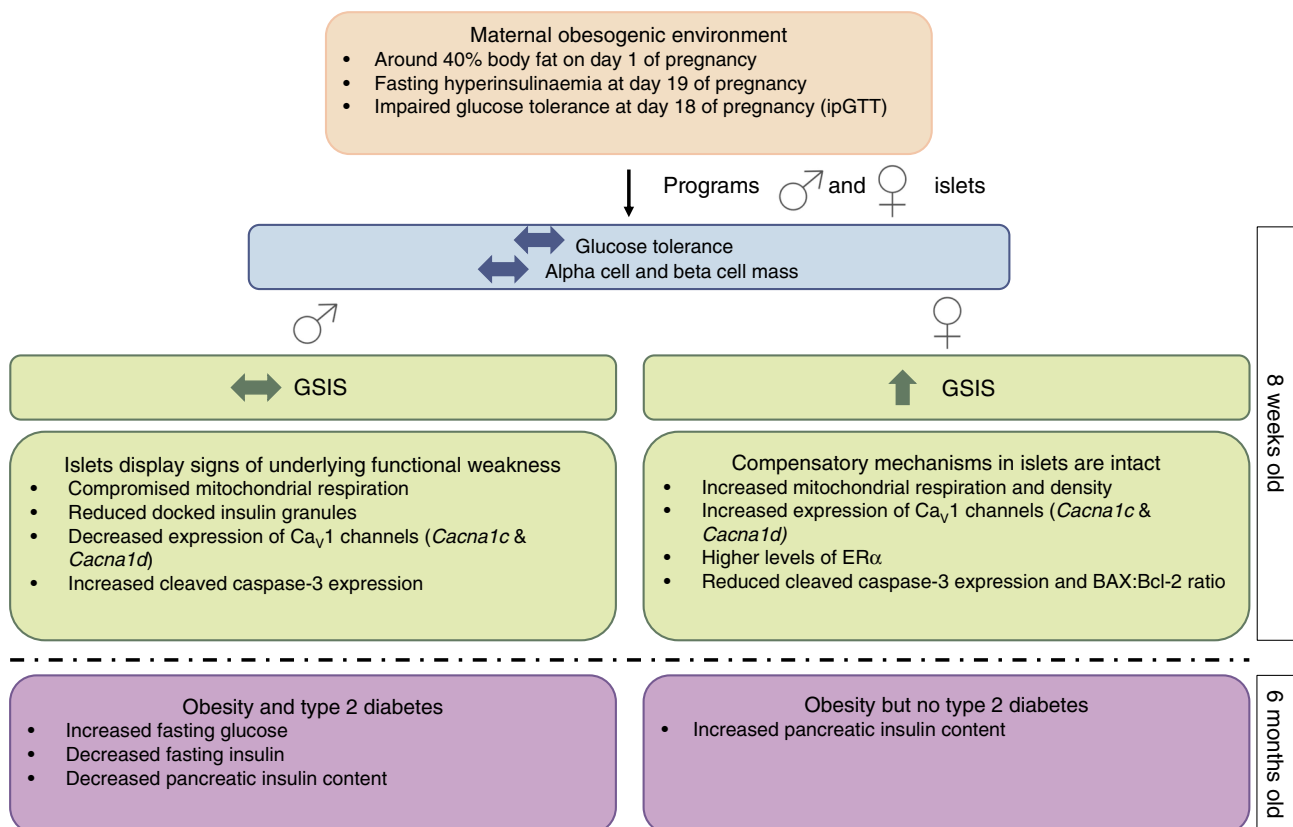 Maternal obesogenic environment
• Around 40% body fat on day 1 of pregnancy
• Fasting hyperinsulinaemia at day 19 of pregnancy
• Impaired glucose tolerance at day 18 of pregnancy (ipGTT)
Programs ♂ and ♀ islets
Glucose tolerance
Alpha cell and beta cell mass
♂
GSIS
Islets display signs of underlying functional weakness
• Compromised mitochondrial respiration
• Reduced docked insulin granules
• Decreased expression of CaV1 channels (Cacna1c &
Cacna1d)
• Increased cleaved caspase-3 expression
♀
GSIS
Compensatory mechanisms in islets are intact
• Increased mitochondrial respiration and density
• Increased expression of CaV1 channels (Cacna1c &
Cacna1d)
• Higher levels of ERα
• Reduced cleaved caspase-3 expression and BAX:Bcl-2 ratio
8 weeks old
Obesity and type 2 diabetes
• Increased fasting glucose
• Decreased fasting insulin
• Decreased pancreatic insulin content
Obesity but no type 2 diabetes
• Increased pancreatic insulin content
6 months old